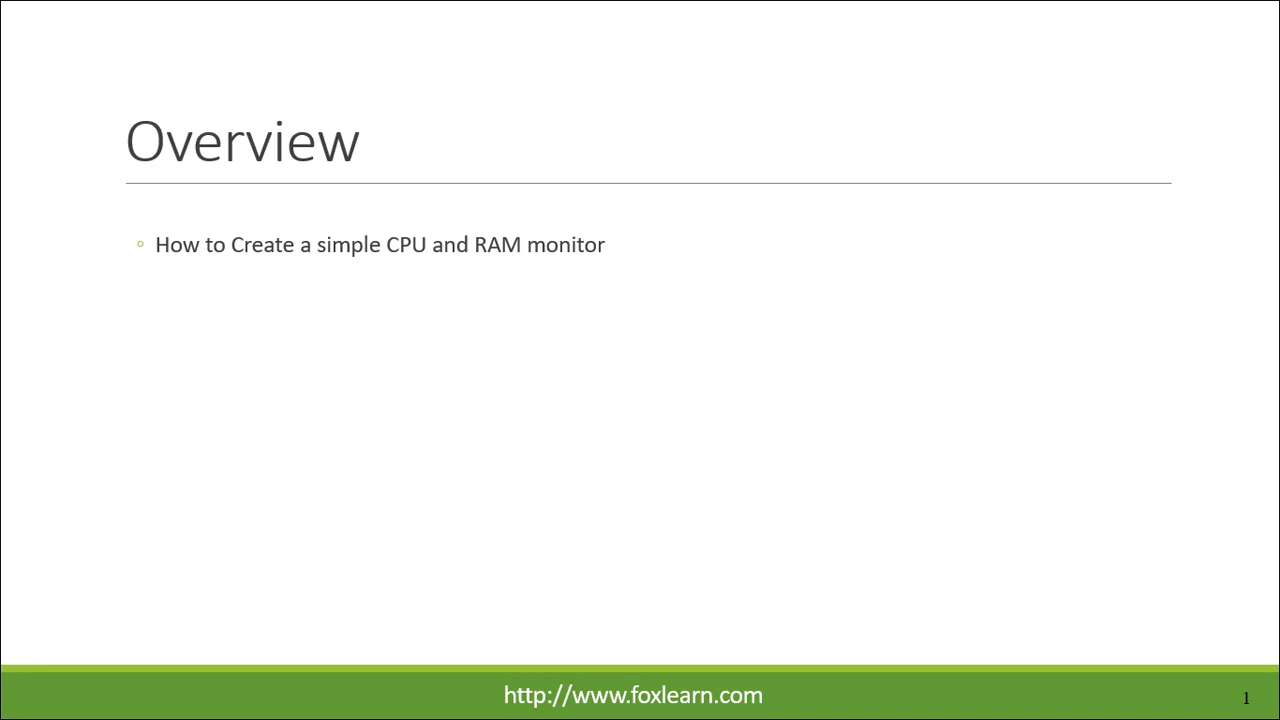 Overview
◦ How to Create a simple CPU and RAM monitor
http://www.foxlearn.com
1